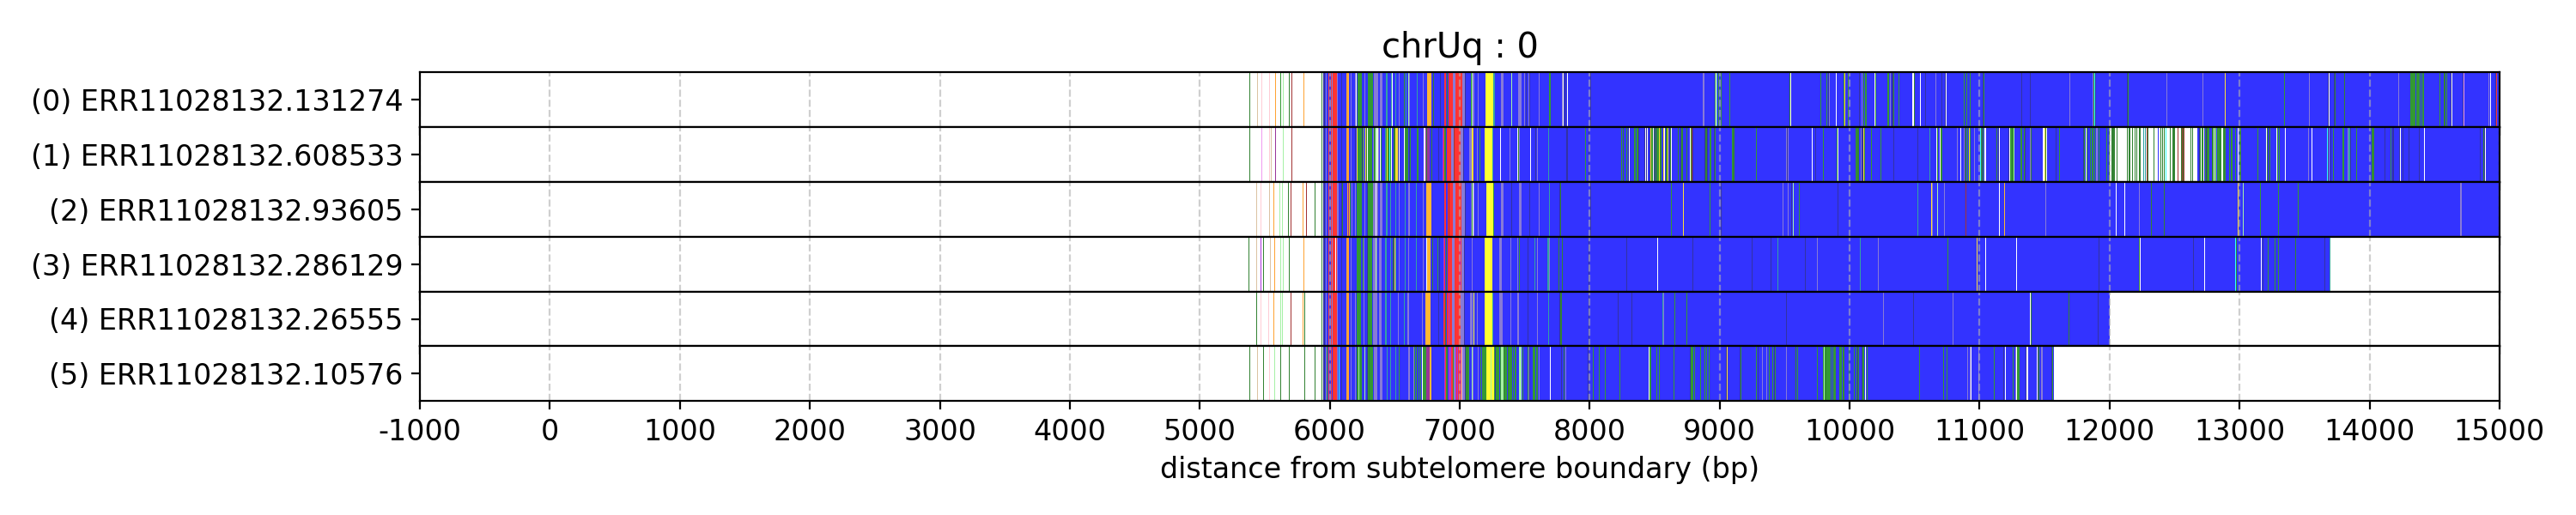 chrUq : 0
(0) ERR11028132.131274
(1) ERR11028132.608533
(2) ERR11028132.93605
(3) ERR11028132.286129
(4) ERR11028132.26555
(5) ERR11028132.10576
-1000 0 1000 2000 3000 4000 5000 6000 7000 8000 9000 10000 11000 12000 13000 14000 15000
distance from subtelomere boundary (bp)